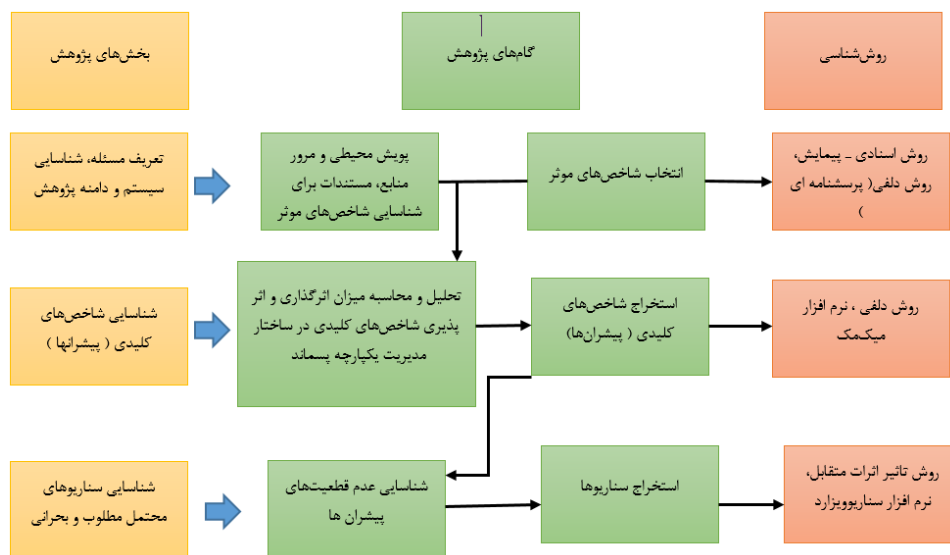 بخش‌های پژوهش
گام‌های پژوهش
روش‌شناسی
تعریف مسئله، شناسایی
سیستم و دامنه پژوهش
پویش محیطی و مرور
منابع، مستندات برای
شناسایی شاخص‌های موثر
انتخاب شاخص‌های موثر
روش اسنادی ـ پیمایش،
روش دلفی( پرسشنامه ای
)
شناسایی شاخص‌های
کلیدی ( پیشرانها )
تحلیل و محاسبه میزان اثرگذاری و اثر
پذیری شاخص‌های کلیدی در ساختار
مدیریت یکپارچه پسماند
استخراج شاخص‌های
کلیدی ( پیشران‌ها)
روش دلفی ، نرم افزار
میک‌مک
شناسایی سناریوهای
محتمل مطلوب و بحرانی
شناسایی عدم قطعیت‌های
پیشران ها
استخراج سناریوها
روش تاثیر اثرات متقابل،
نرم افزار سناریوویزارد